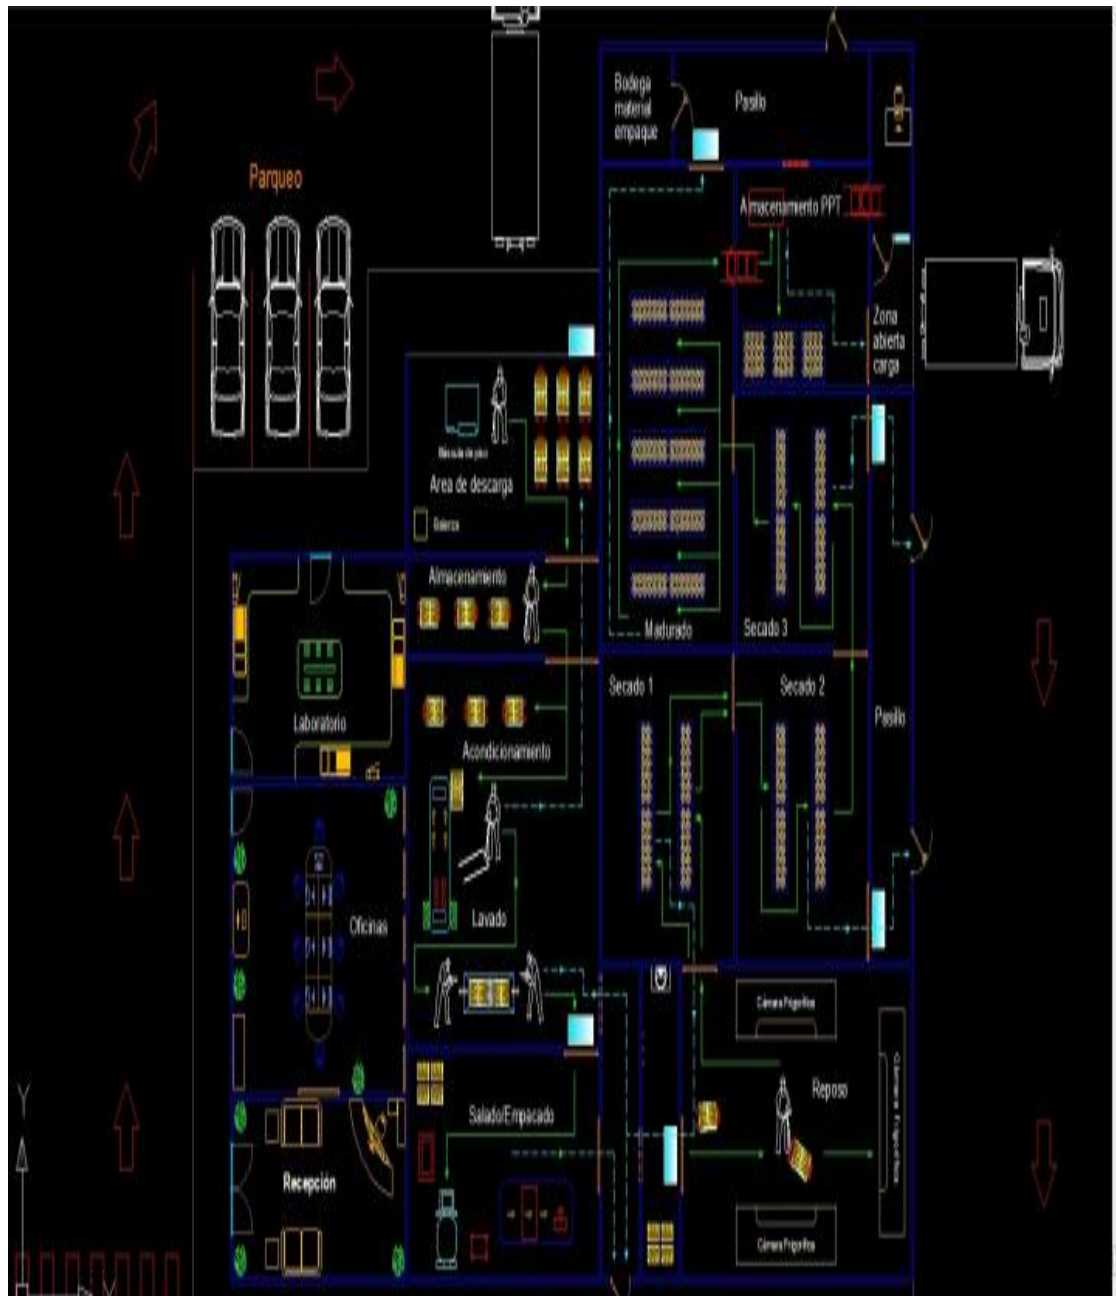 Bodega
material
empaque
Pasillo
Parqueo
Almacenamiento PPT
Zona
abierta
carga
Area de descarga
Almacenamiento
Madurado
Secado 3
Secado 1
Secado 2
Pasillo
Laboratorio
Acondicionamiento
Oficinas
Lavado
Cámara Frigorífica
Reposo
Salado/Empacado
Recepción
Cámara Frigorífica
Y